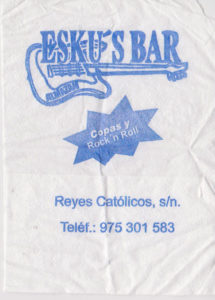 ESKU´S BAR
Copas y
Rock´n Roll
Reyes Católicos, s/n.
Teléf.: 975 301 583